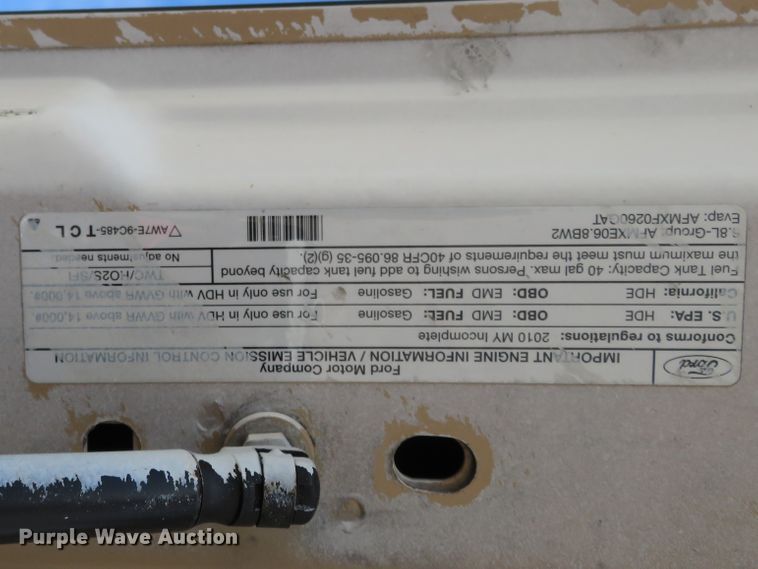 Ford
Ford Motor Company
IMPORTANT ENGINE INFORMATION / VEHICLE EMISSION CONTROL INFORMATION
Conforms to regulations: 2010 MY Incomplete
U.S. EPA: HDE OBD: EMD FUEL: Gasoline For use only in HDV with GVWR above 14,000#.
California: HDE OBD: EMD FUEL: Gasoline For use only in HDV with GVWR above 14,000#.
Fuel Tank Capacity: 40 gal max. "Persons wishing to add fuel tank capacity beyond
the maximum must meet the requirements of 40CFR 86.095-35 (g)(2).
TWC/HO2S/SFI
No adjustments needed.
6.8L-Group: AFMXE06.8BW2
Evap: AFMXF0260GAT
AW7E-9C485-TCL
Purple Wave Auction